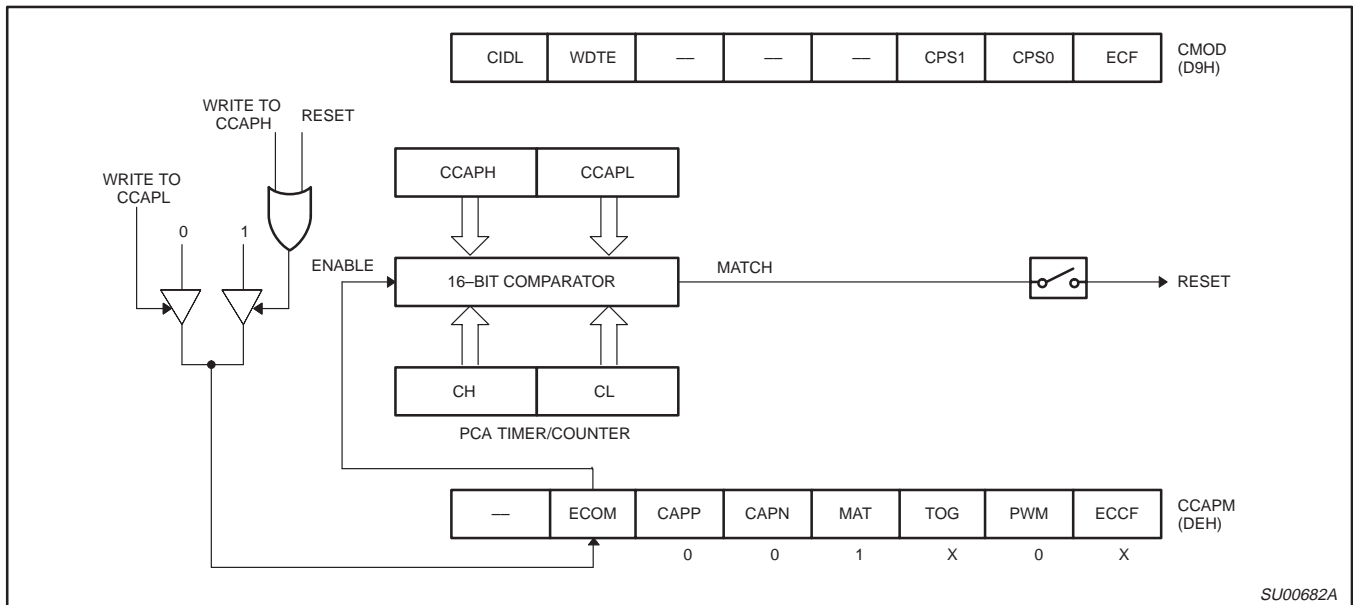 CIDL WDTE — — — CPS1 CPS0 ECF
CMOD
(D9H)
WRITE TO
CCAPH
RESET
WRITE TO
CCAPL
0 1
CCAPH CCAPL
ENABLE
16–BIT COMPARATOR
MATCH
RESET
CH CL
PCA TIMER/COUNTER
— ECOM CAPP CAPN MAT TOG PWM ECCF
CCAPM
(DEH)
0 0 1 X 0 X
SU00682A